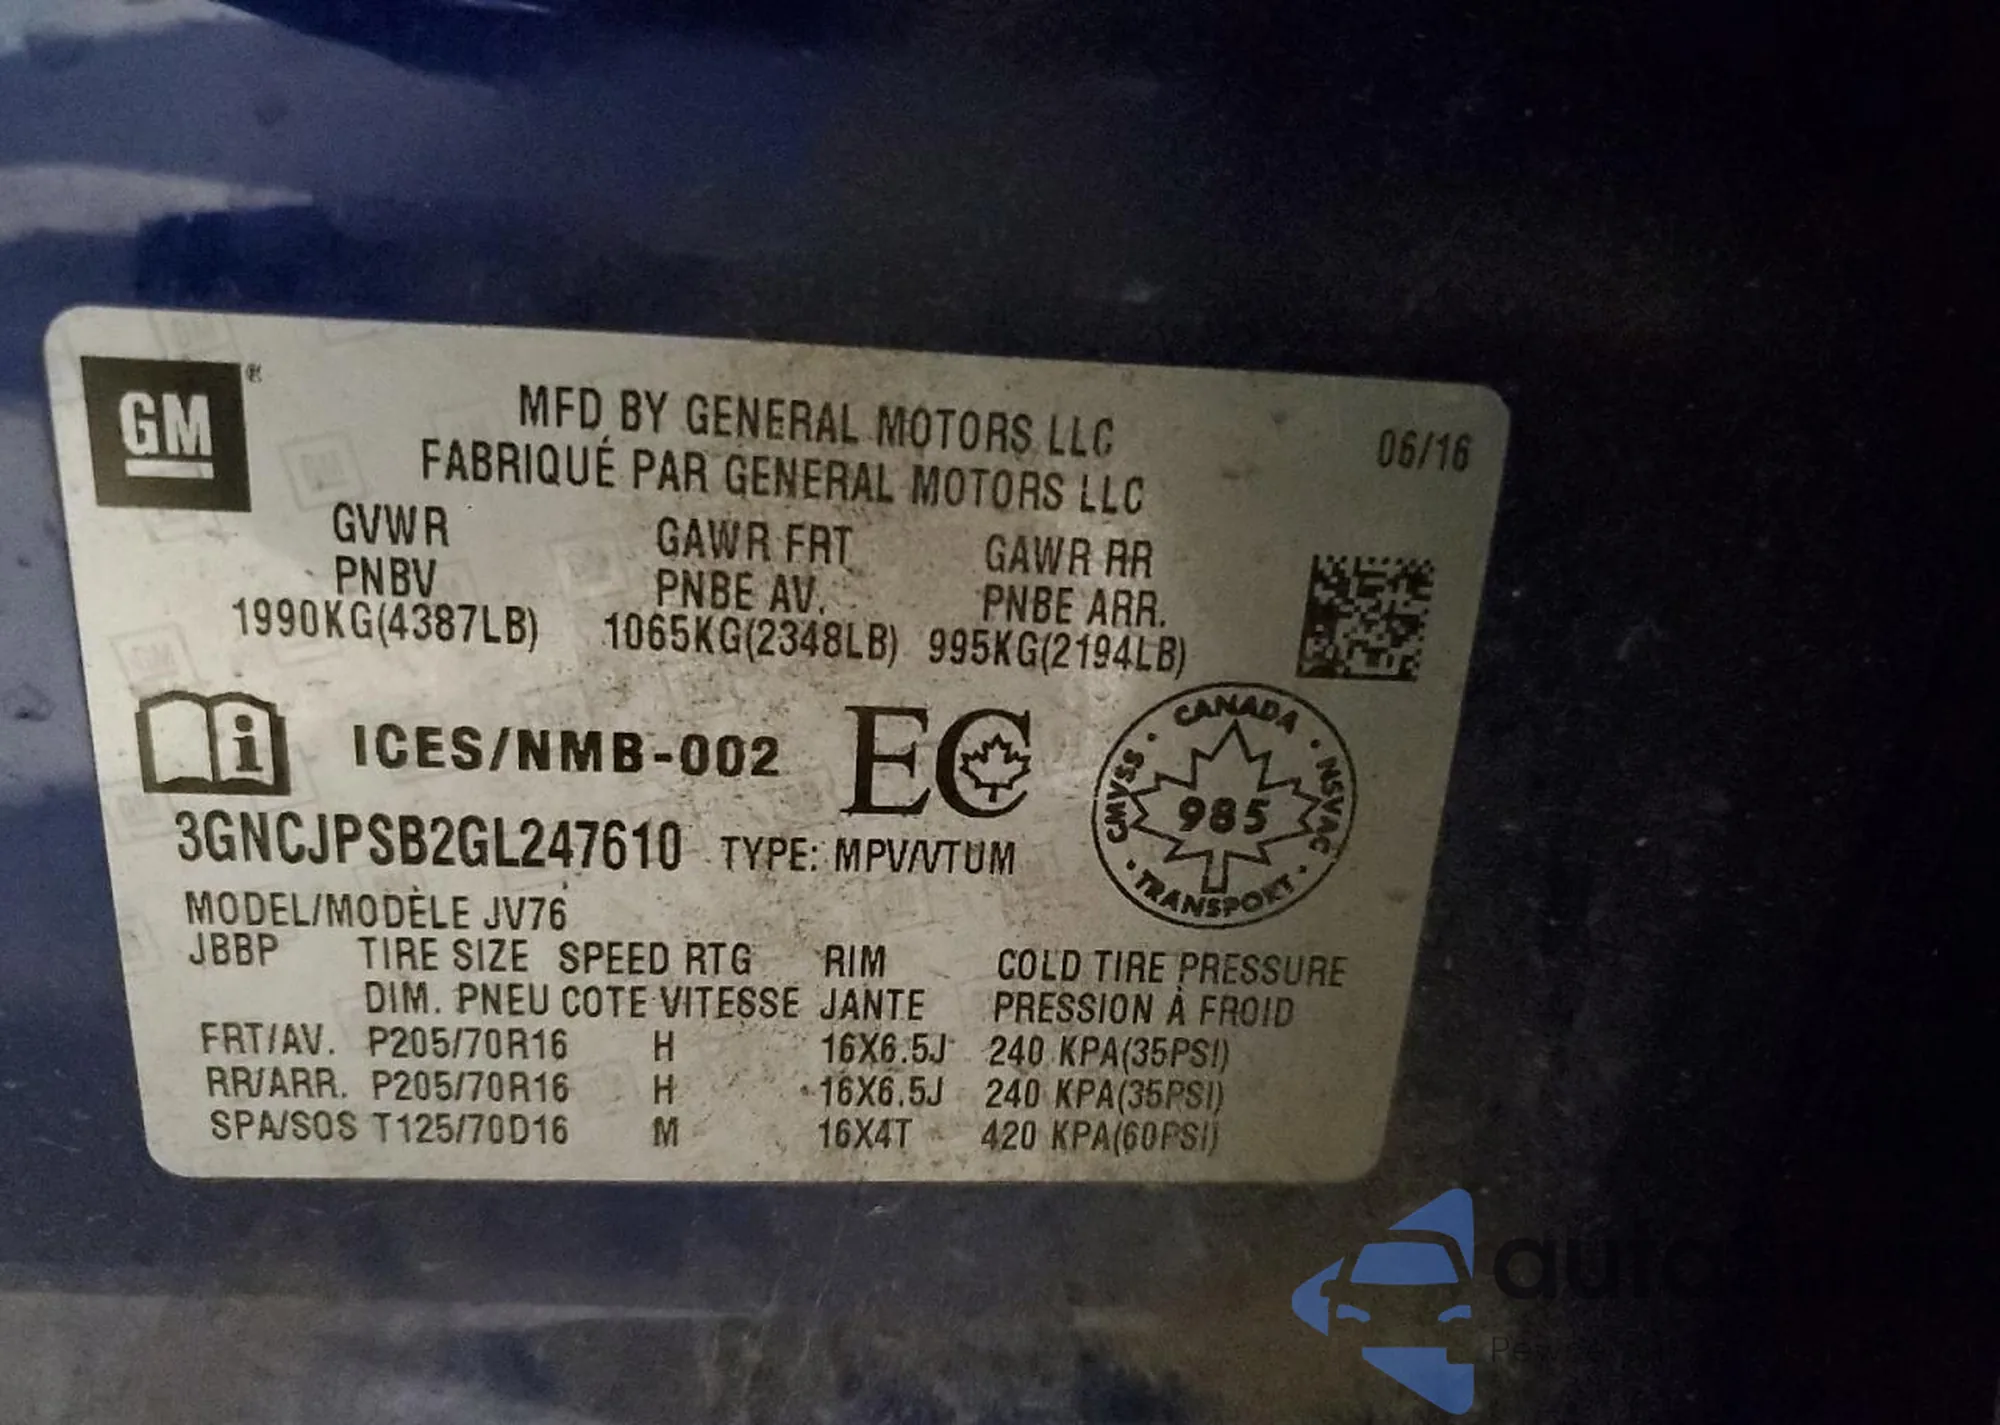 GM ®
MFD BY GENERAL MOTORS LLC
FABRIQUÉ PAR GENERAL MOTORS LLC
06/16
GVWR GAWR FRT GAWR RR
PNBV PNBE AV. PNBE ARR.
1990KG(4387LB) 1065KG(2348LB) 995KG(2194LB)
i ICES/NMB-002 EC
CANADA
CMVSS · NSVAC
985
· TRANSPORT ·
3GNCJPSB2GL247610 TYPE: MPV/VTUM
MODEL/MODÈLE JV76
JBBP TIRE SIZE SPEED RTG RIM COLD TIRE PRESSURE
DIM. PNEU COTE VITESSE JANTE PRESSION À FROID
FRT/AV. P205/70R16 H 16X6.5J 240 KPA(35PSI)
RR/ARR. P205/70R16 H 16X6.5J 240 KPA(35PSI)
SPA/SOS T125/70D16 M 16X4T 420 KPA(60PSI)